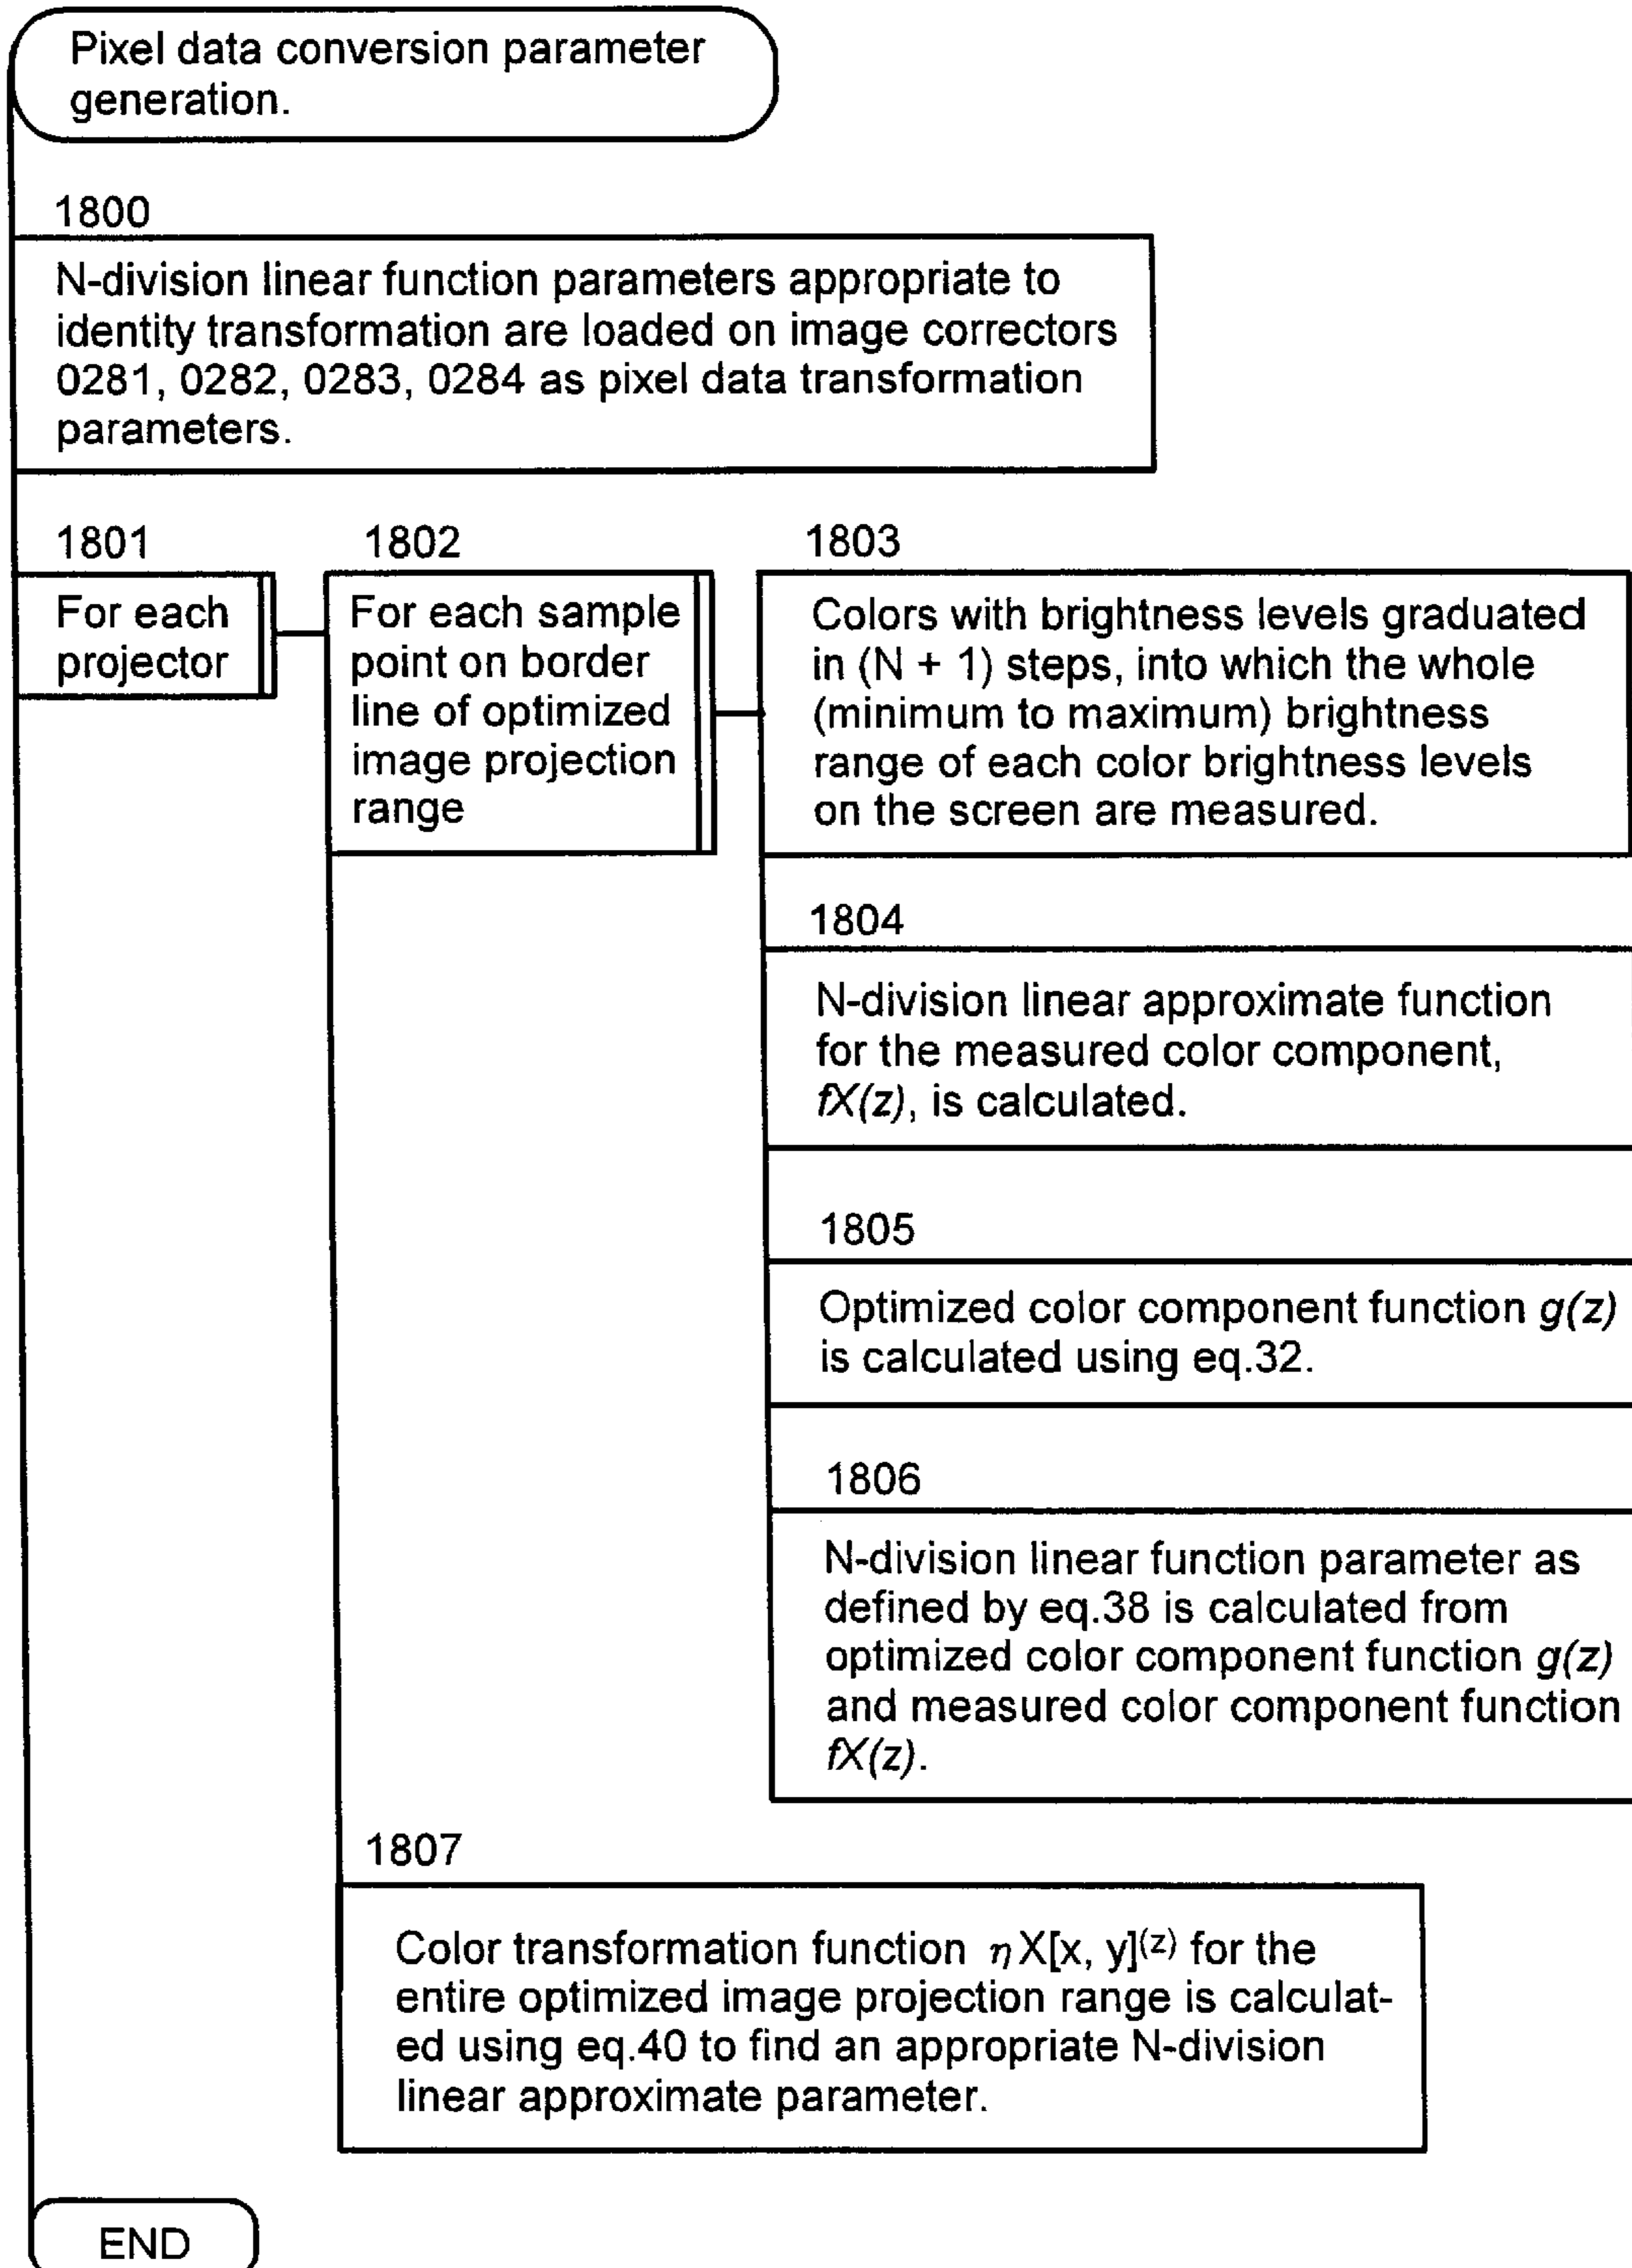 Pixel data conversion parameter
generation.
1800
N-division linear function parameters appropriate to
identity transformation are loaded on image correctors
0281, 0282, 0283, 0284 as pixel data transformation
parameters.
1801
For each
projector
1802
For each sample
point on border
line of optimized
image projection
range
1803
Colors with brightness levels graduated
in (N + 1) steps, into which the whole
(minimum to maximum) brightness
range of each color brightness levels
on the screen are measured.
1804
N-division linear approximate function
for the measured color component,
fX(z), is calculated.
1805
Optimized color component function g(z)
is calculated using eq.32.
1806
N-division linear function parameter as
defined by eq.38 is calculated from
optimized color component function g(z)
and measured color component function
fX(z).
1807
Color transformation function ηX[x, y](z) for the
entire optimized image projection range is calculat-
ed using eq.40 to find an appropriate N-division
linear approximate parameter.
END